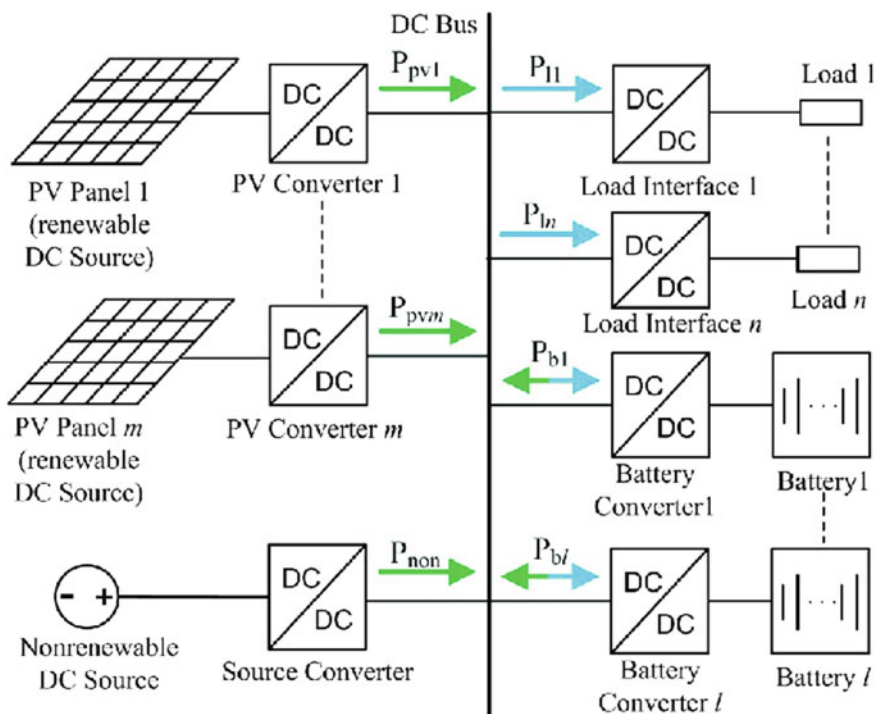 DC Bus
P_pv1
DC
DC
PV Panel 1
(renewable
DC Source)
PV Converter 1
P_l1
DC
DC
Load Interface 1
Load 1
P_ln
DC
DC
Load Interface n
Load n
P_pvm
DC
DC
PV Panel m
(renewable
DC Source)
PV Converter m
P_b1
DC
DC
Battery
Converter1
Battery1
P_non
- +
DC
DC
Nonrenewable
DC Source
Source Converter
P_bl
DC
DC
Battery
Converter l
Battery l